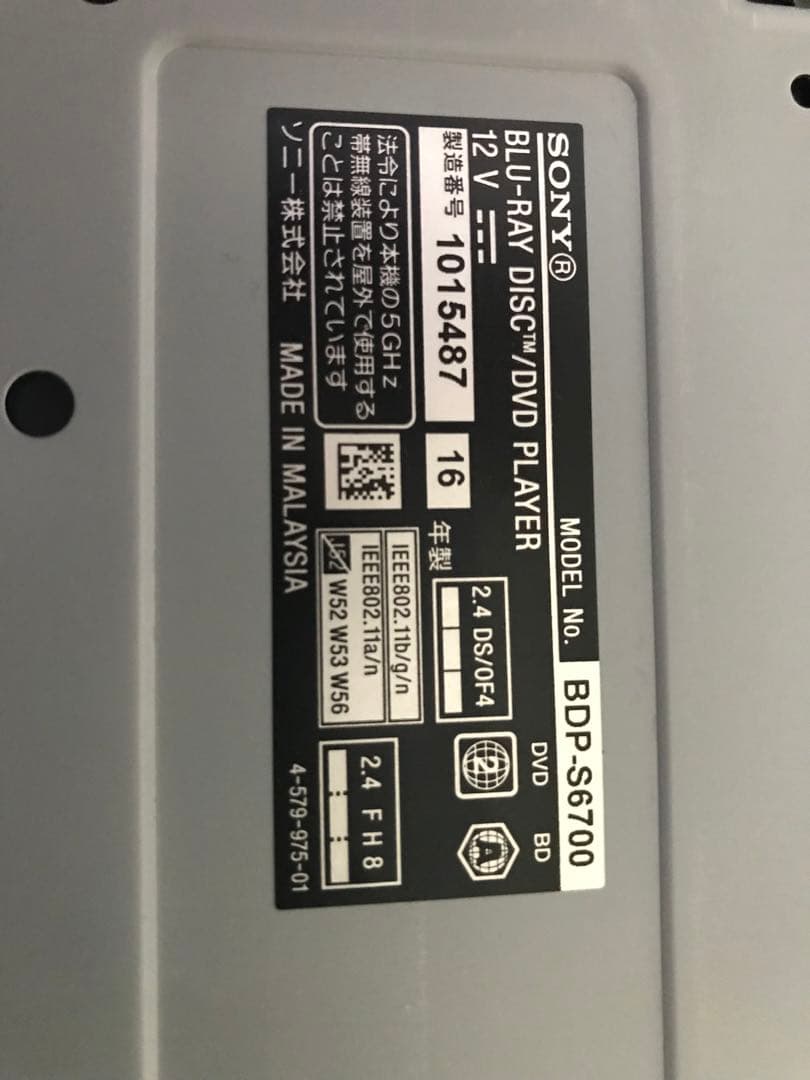 SONY® MODEL No. BDP-S6700
BLU-RAY DISC™/DVD PLAYER
12 V
DVD BD
2 A
製造番号 1015487 16 年製
2.4 DS/OF4
法令により本機の5GHz
帯無線装置を屋外で使用する
ことは禁止されています
IEEE802.11b/g/n
IEEE802.11a/n
J52 W52 W53 W56
2.4 FH8
ソニー株式会社 MADE IN MALAYSIA
4-579-975-01